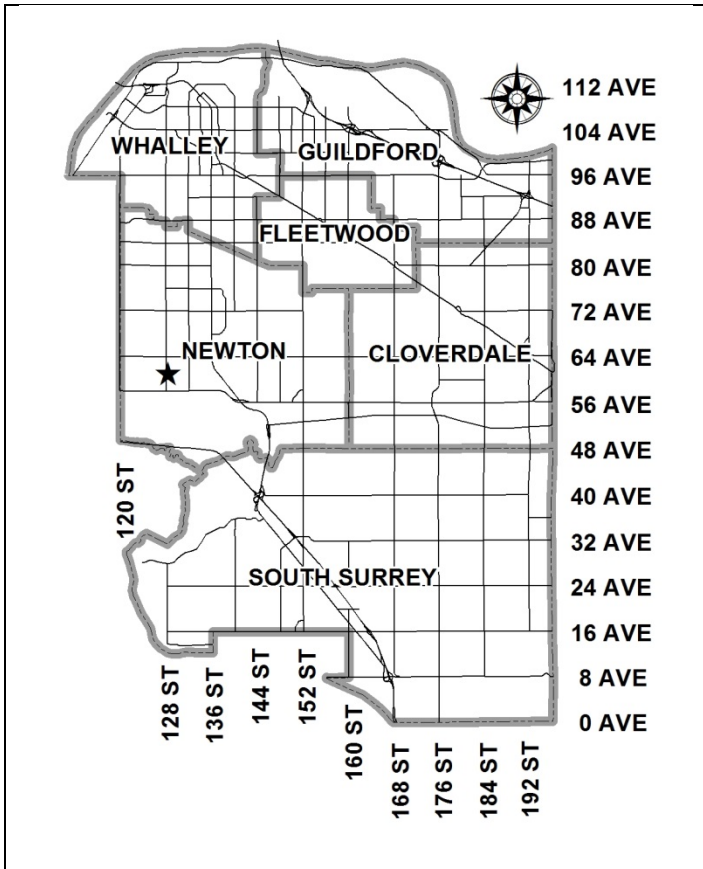 112 AVE
104 AVE
WHALLEY
GUILDFORD
96 AVE
88 AVE
FLEETWOOD
80 AVE
72 AVE
NEWTON
CLOVERDALE
64 AVE
56 AVE
48 AVE
120 ST
40 AVE
32 AVE
SOUTH SURREY
24 AVE
16 AVE
128 ST
136 ST
144 ST
152 ST
160 ST
8 AVE
0 AVE
168 ST
176 ST
184 ST
192 ST